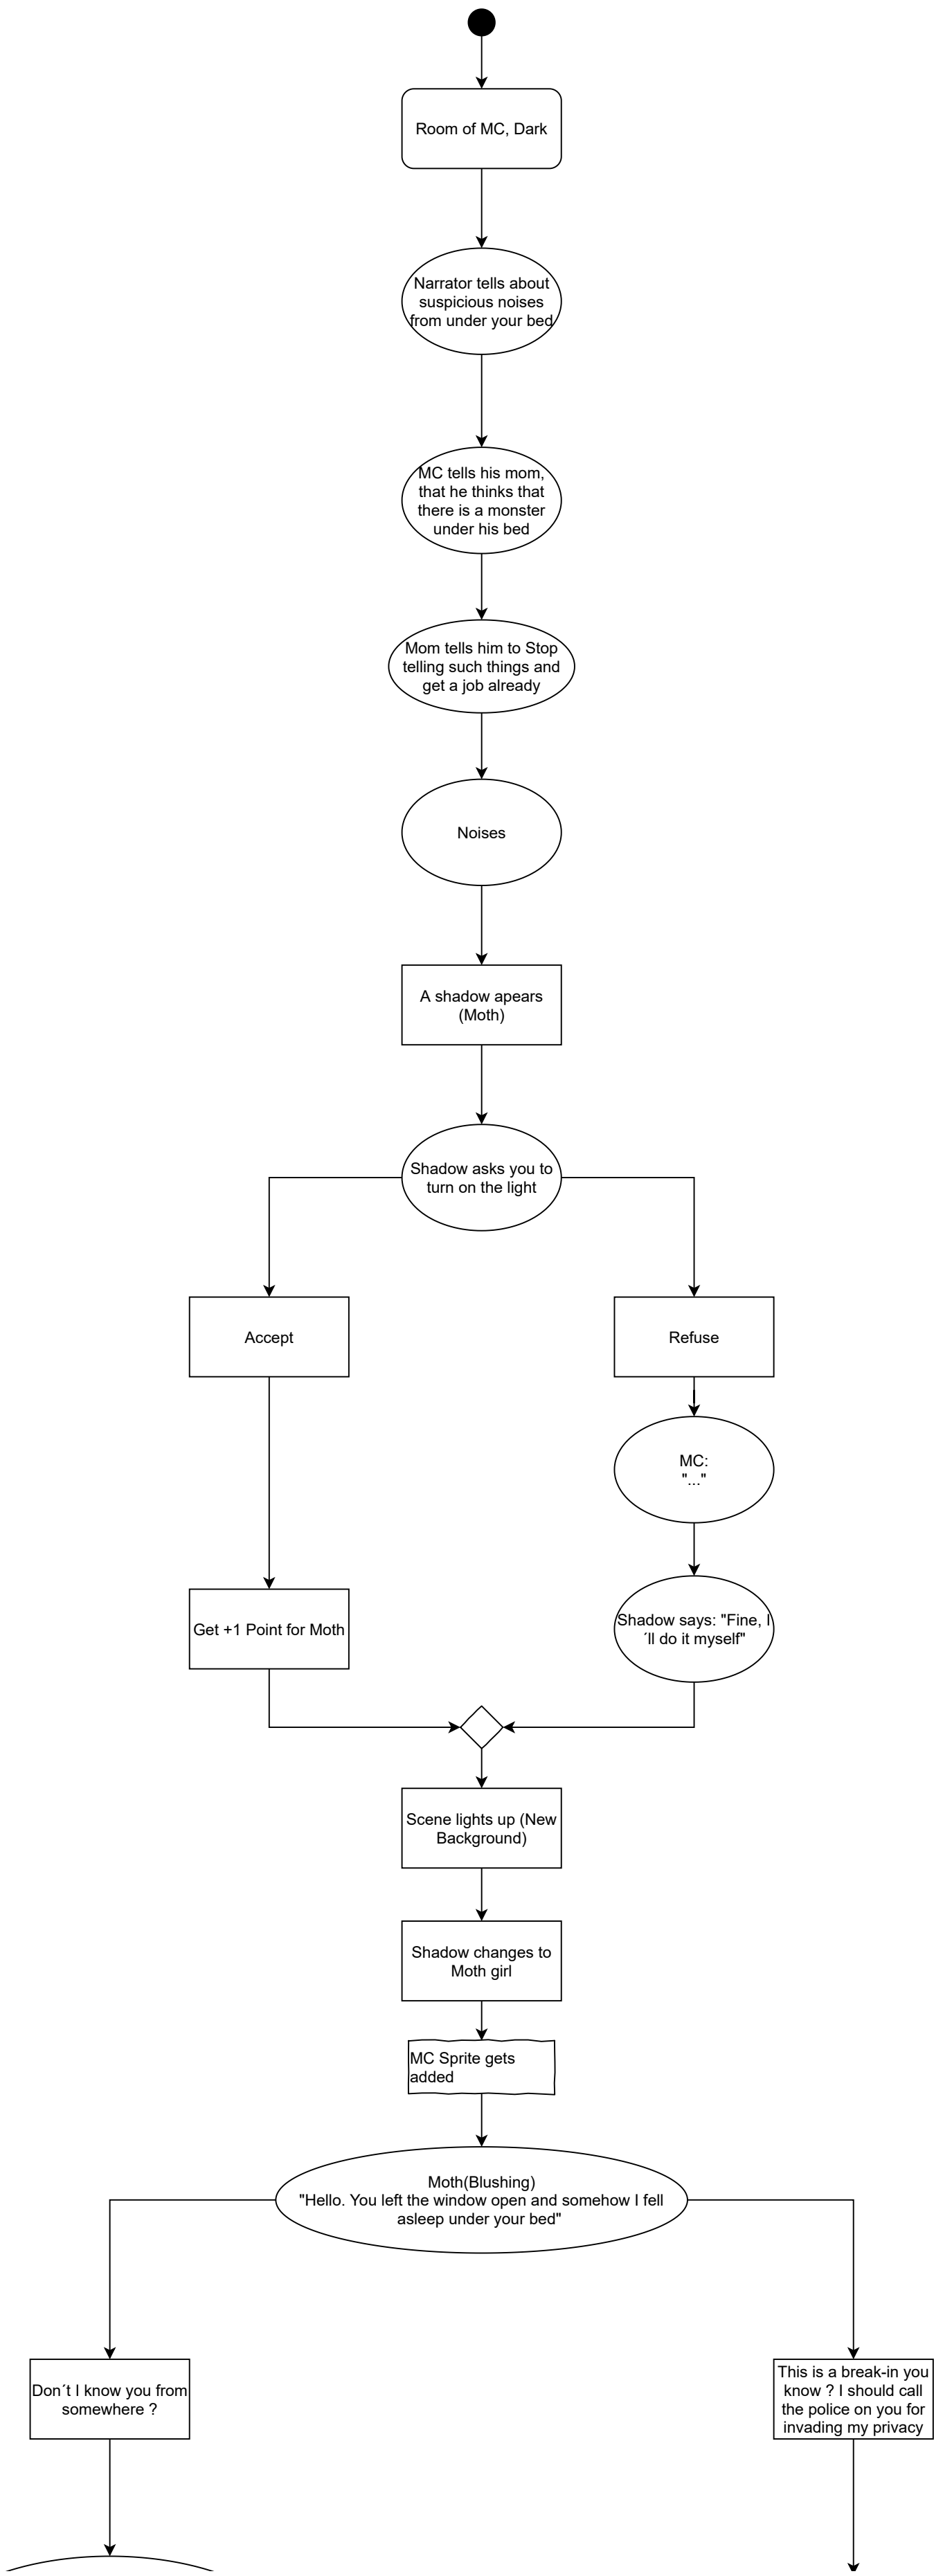 Room of MC, Dark
Narrator tells about
suspicious noises
from under your bed
MC tells his mom,
that he thinks that
there is a monster
under his bed
Mom tells him to Stop
telling such things and
get a job already
Noises
A shadow apears
(Moth)
Shadow asks you to
turn on the light
Accept
Refuse
MC:
"..."
Get +1 Point for Moth
Shadow says: "Fine, I
´ll do it myself"
Scene lights up (New
Background)
Shadow changes to
Moth girl
MC Sprite gets
added
Moth(Blushing)
"Hello. You left the window open and somehow I fell
asleep under your bed"
Don´t I know you from
somewhere ?
This is a break-in you
know ? I should call
the police on you for
invading my privacy